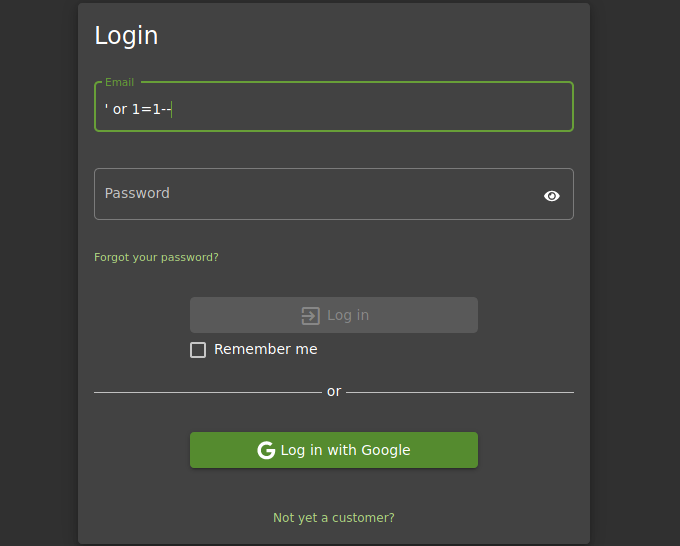 Login
Email
' or 1=1--
Password
Forgot your password?
Log in
Remember me
or
Log in with Google
Not yet a customer?